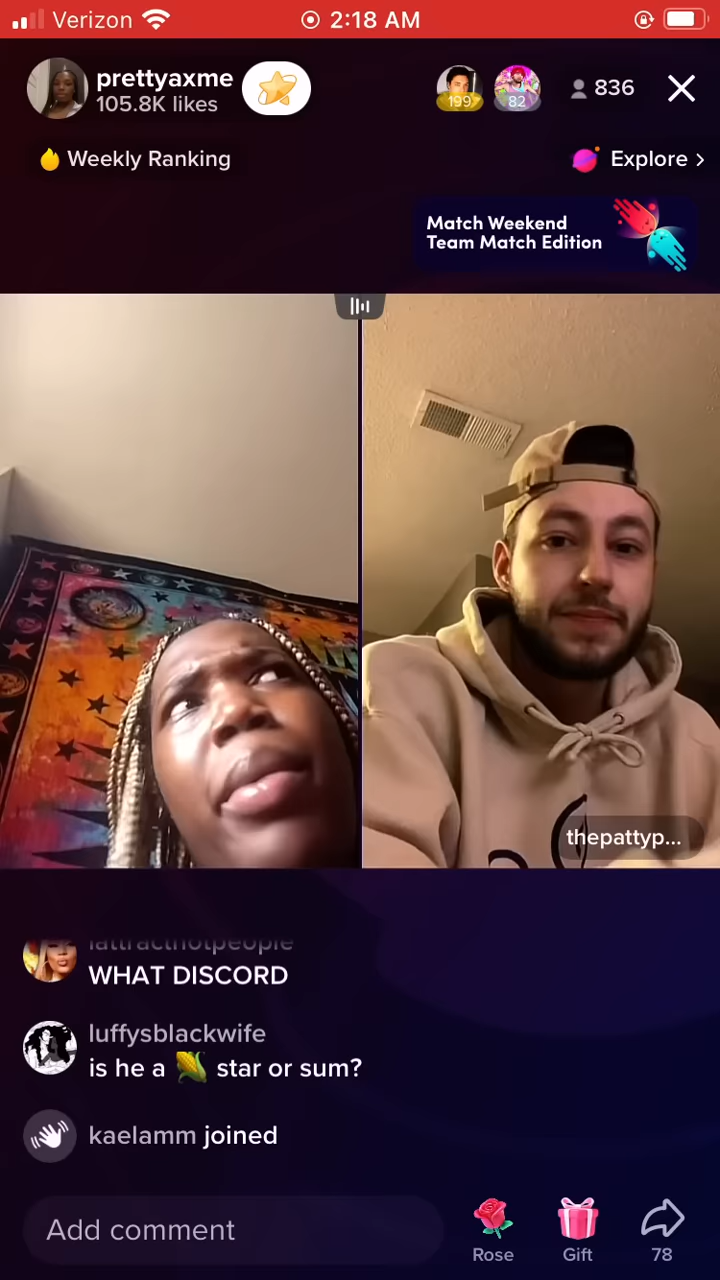 Verizon 2:18 AM
prettyaxme
105.8K likes
199
82
836
Weekly Ranking
Explore
Match Weekend
Team Match Edition
thepattyp...
iattracthotpeople
WHAT DISCORD
luffysblackwife
is he a 🌽 star or sum?
kaelamm joined
Add comment
Rose
Gift
78